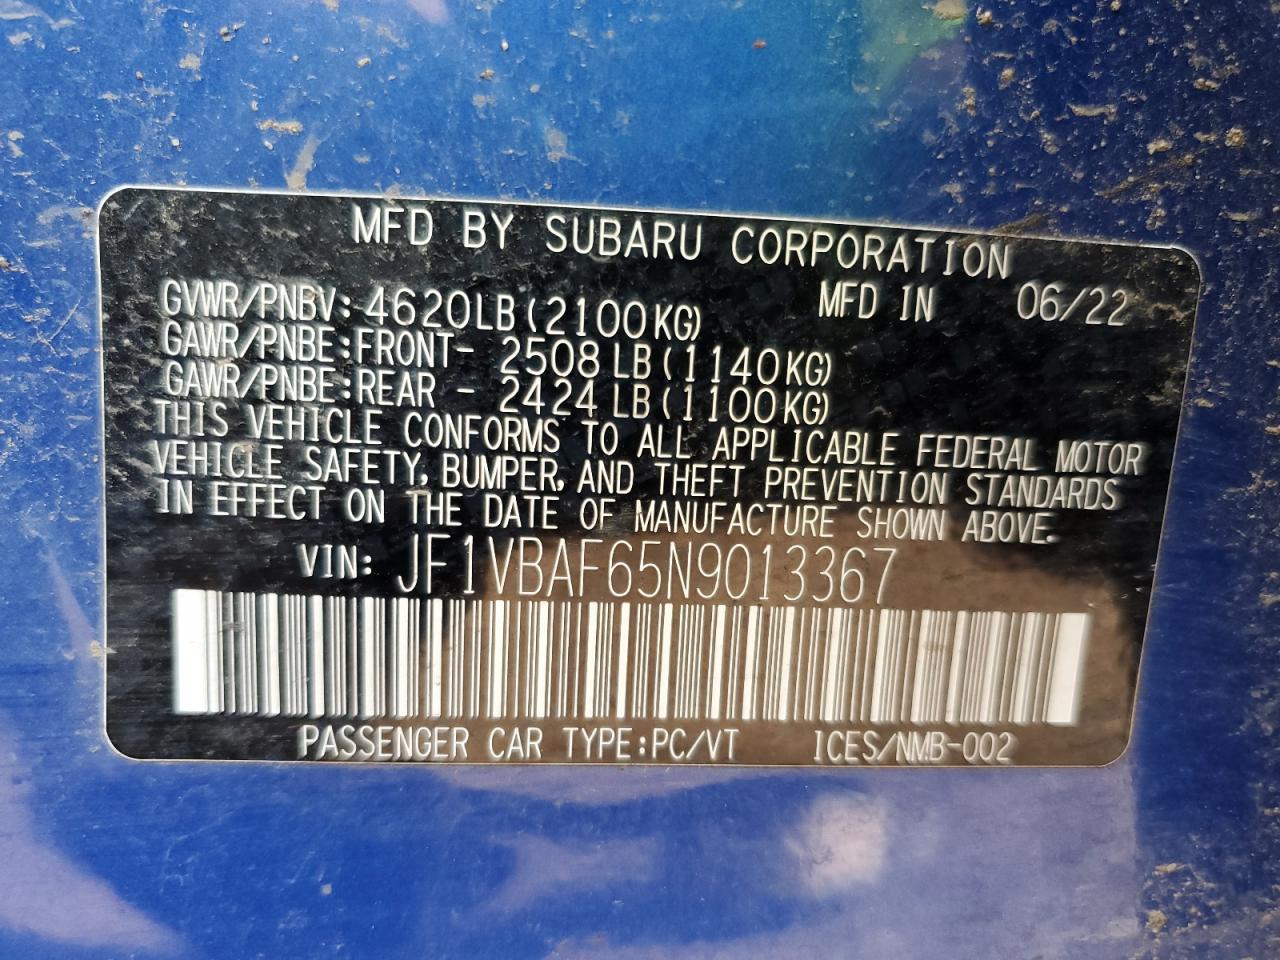 MFD BY SUBARU CORPORATION
GVWR/PNBV: 4620LB (2100KG) MFD IN 06/22
GAWR/PNBE:FRONT- 2508 LB (1140KG)
GAWR/PNBE:REAR - 2424 LB (1100KG)
THIS VEHICLE CONFORMS TO ALL APPLICABLE FEDERAL MOTOR
VEHICLE SAFETY, BUMPER, AND THEFT PREVENTION STANDARDS
IN EFFECT ON THE DATE OF MANUFACTURE SHOWN ABOVE.
VIN: JF1VBAF65N9013367
PASSENGER CAR TYPE:PC/VT ICES/NMB-002